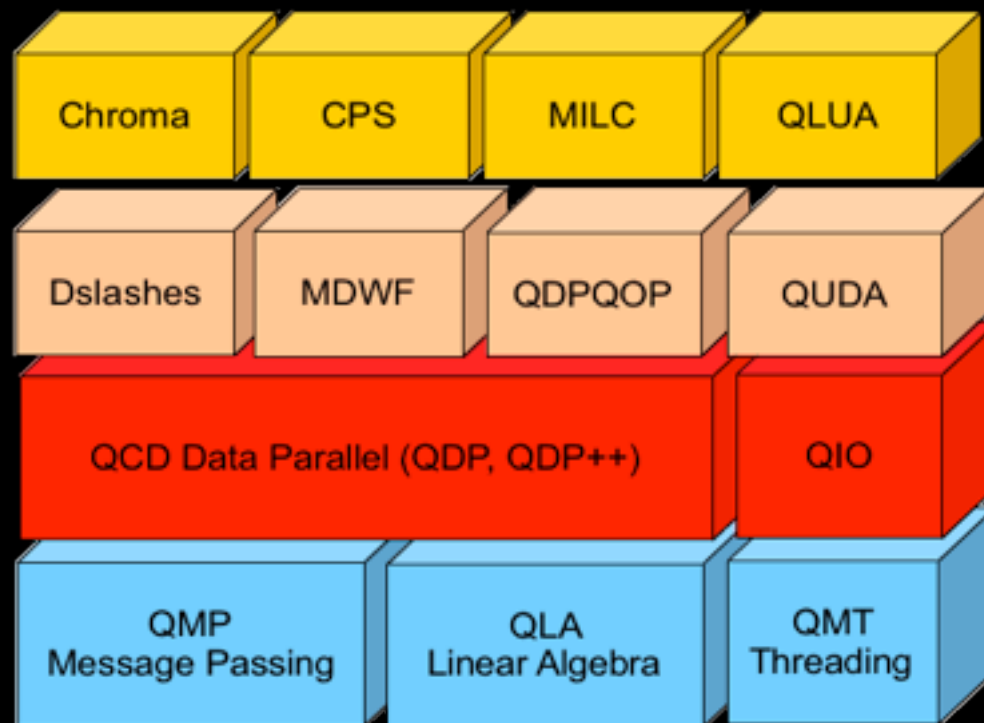 Chroma
CPS
MILC
QLUA
Dslashes
MDWF
QDPQOP
QUDA
QCD Data Parallel (QDP, QDP++)
QIO
QMP
Message Passing
QLA
Linear Algebra
QMT
Threading